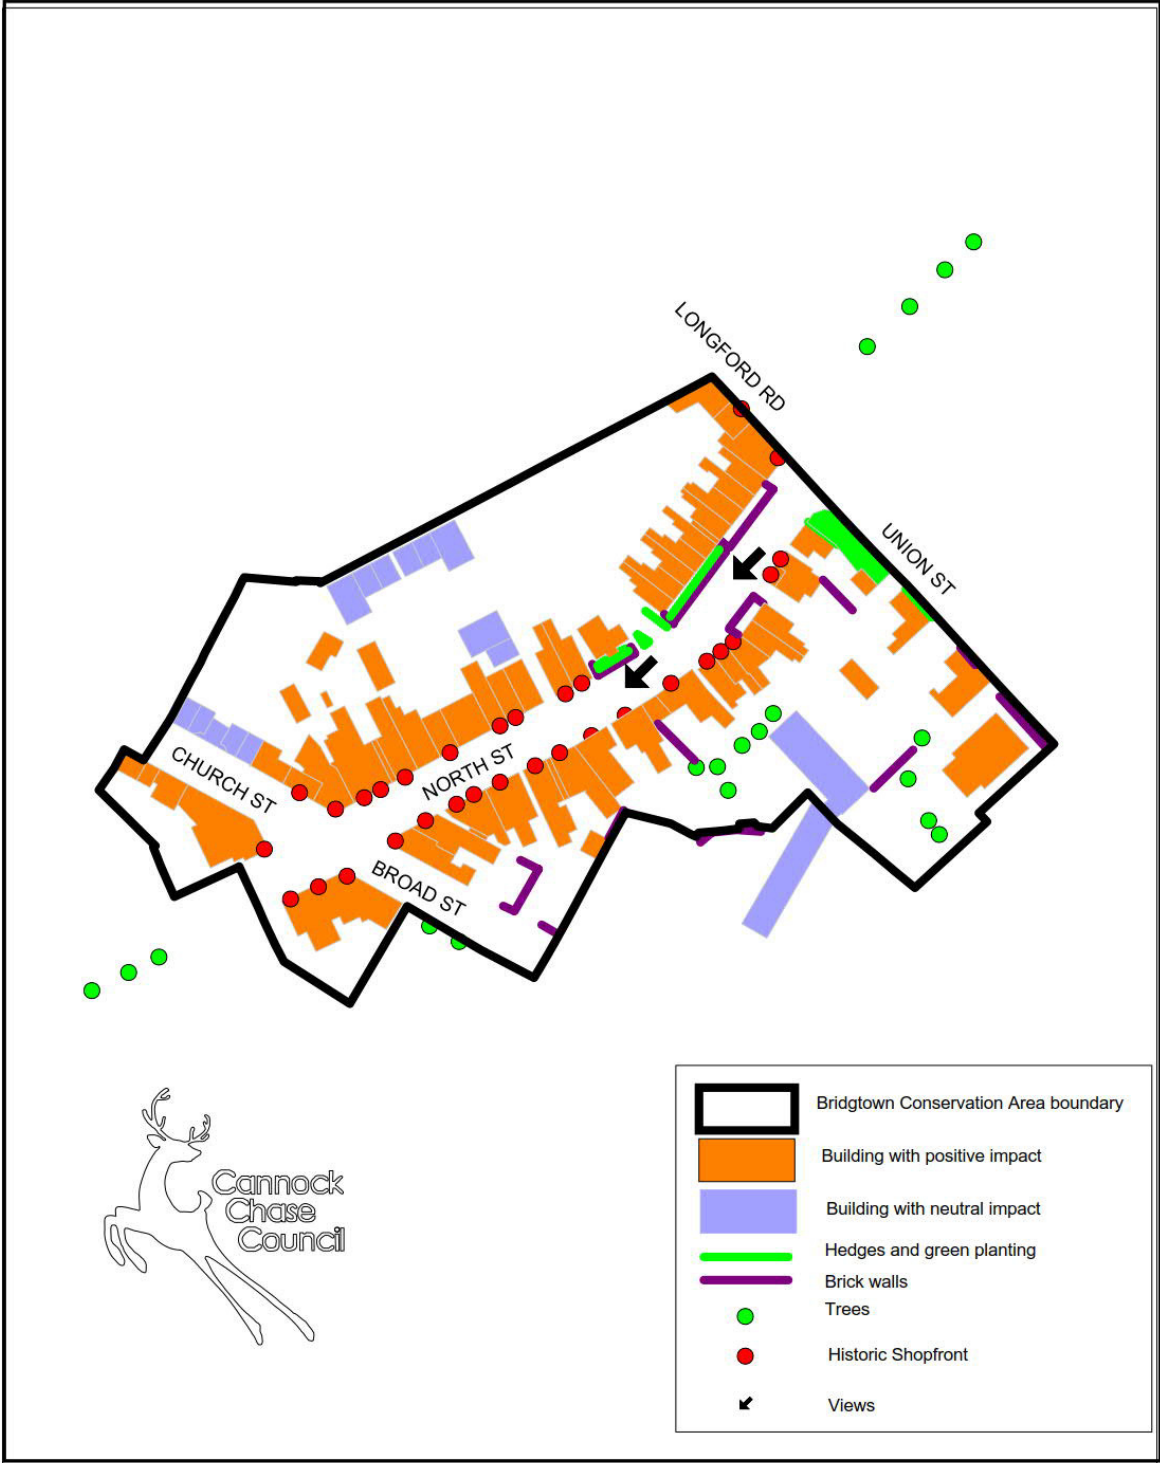 LONGFORD RD
UNION ST
CHURCH ST
NORTH ST
BROAD ST
Cannock
Chase
Council
Bridgtown Conservation Area boundary
Building with positive impact
Building with neutral impact
Hedges and green planting
Brick walls
Trees
Historic Shopfront
Views